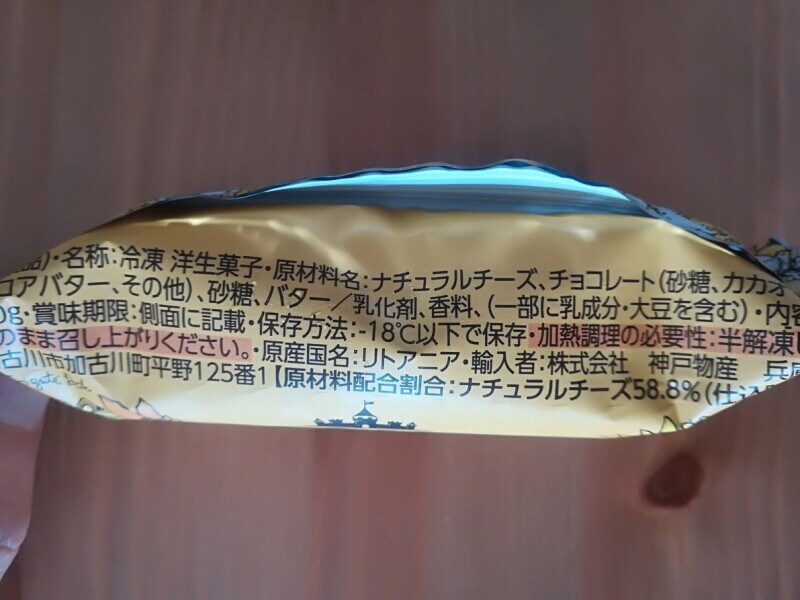 品)・名称：冷凍 洋生菓子・原材料名：ナチュラルチーズ、チョコレート(砂糖、カカオ
コアバター、その他)、砂糖、バター／乳化剤、香料、(一部に乳成分・大豆を含む)・内容
0g・賞味期限：側面に記載・保存方法：-18℃以下で保存・加熱調理の必要性：半解凍
のまま召し上がりください。・原産国名：リトアニア・輸入者：株式会社 神戸物産 兵庫
古川市加古川町平野125番1【原材料配合割合：ナチュラルチーズ58.8%(仕込